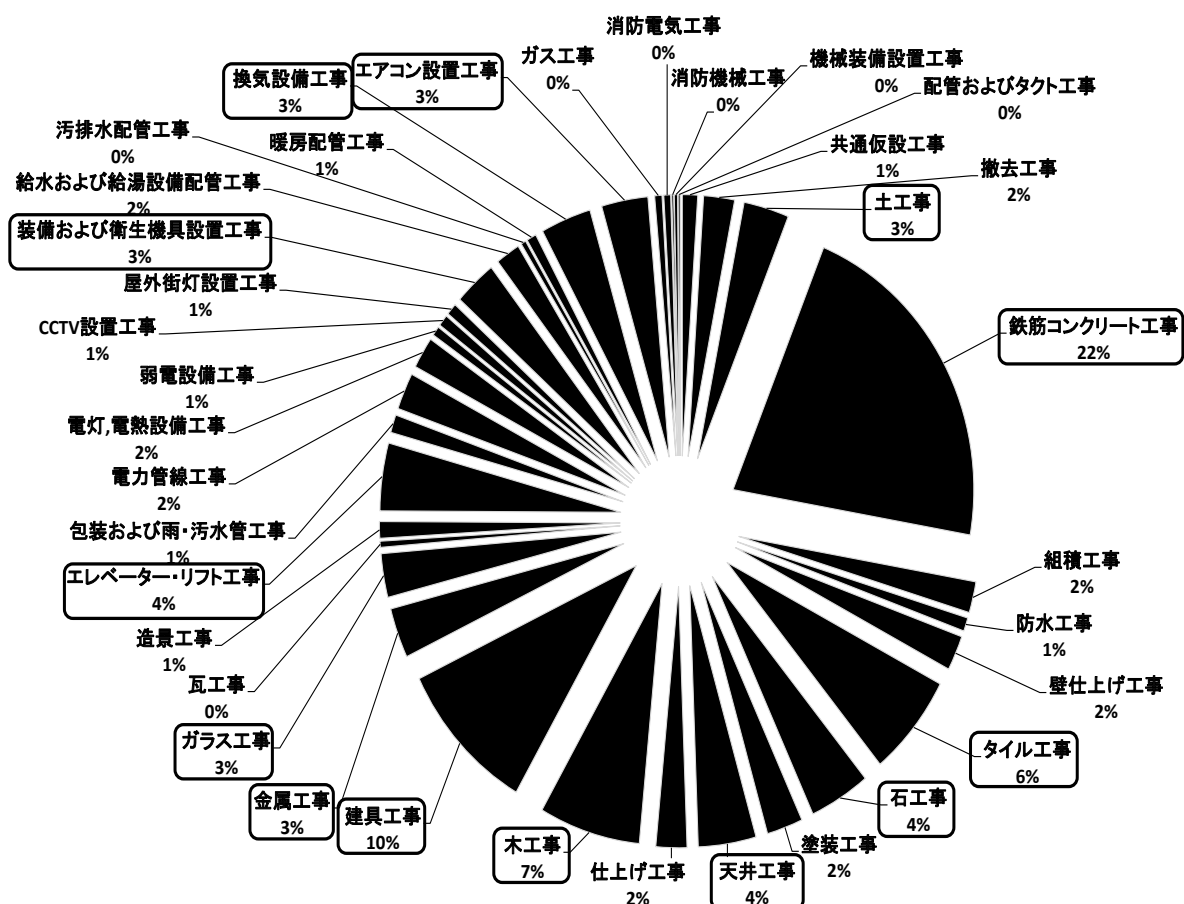 消防電気工事
0%
ガス工事
0%
エアコン設置工事
3%
換気設備工事
3%
消防機械工事
0%
機械装備設置工事
0%
配管およびタクト工事
0%
共通仮設工事
1%
撤去工事
2%
土工事
3%
鉄筋コンクリート工事
22%
組積工事
2%
防水工事
1%
壁仕上げ工事
2%
タイル工事
6%
石工事
4%
塗装工事
2%
天井工事
4%
仕上げ工事
2%
木工事
7%
建具工事
10%
金属工事
3%
ガラス工事
3%
瓦工事
0%
造景工事
1%
エレベーター・リフト工事
4%
包装および雨・汚水管工事
1%
電力管線工事
2%
電灯,電熱設備工事
2%
弱電設備工事
1%
CCTV設置工事
1%
屋外街灯設置工事
1%
装備および衛生機具設置工事
3%
給水および給湯設備配管工事
2%
汚排水配管工事
0%
暖房配管工事
1%